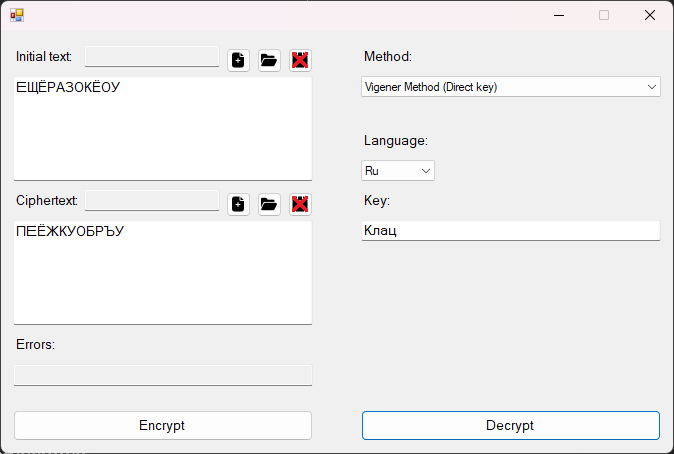 Initial text:
ЕЩЁРАЗОКЁОУ
Ciphertext:
ПЕЁЖКУОБРЪУ
Errors:
Encrypt
Method:
Vigener Method (Direct key)
Language:
Ru
Key:
Клац
Decrypt